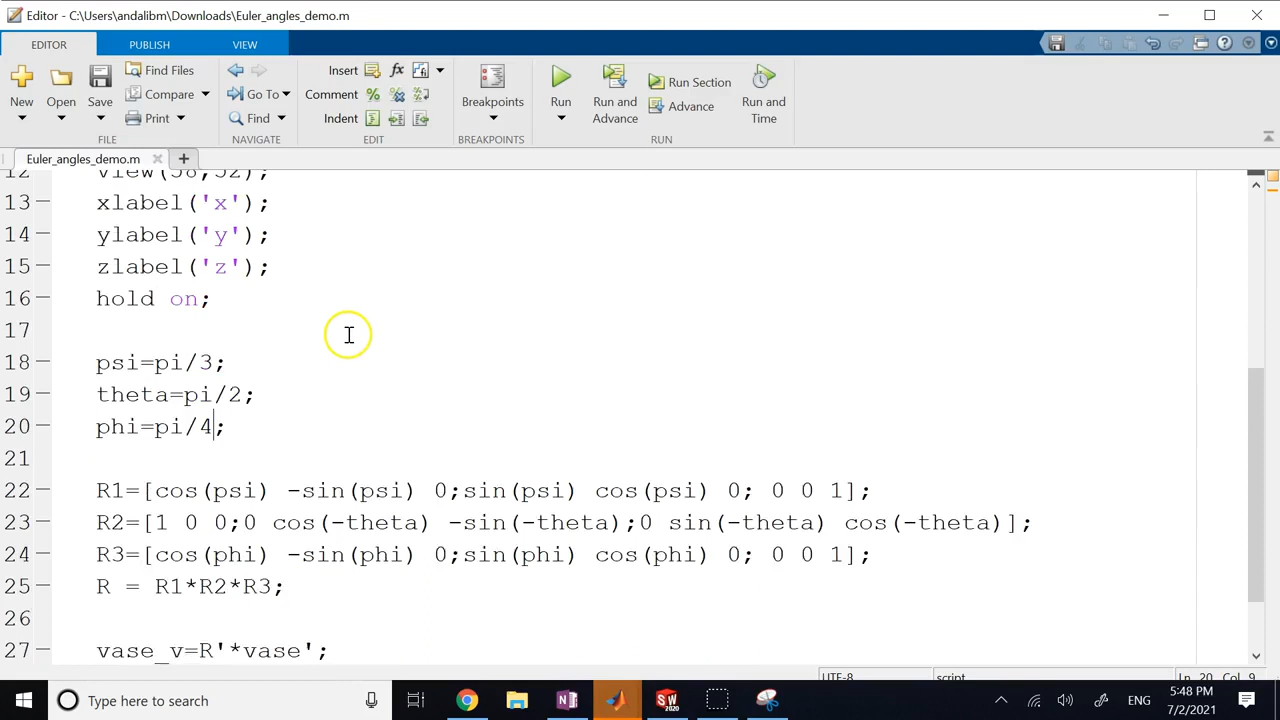 Editor - C:\Users\andalibm\Downloads\Euler_angles_demo.m
EDITOR PUBLISH VIEW
New Open Save Find Files Compare Print
Go To Find
Insert fx Comment % Indent
Breakpoints
Run Run and Advance Run Section Advance Run and Time
FILE NAVIGATE EDIT BREAKPOINTS RUN
Euler_angles_demo.m
12 view(58,52);
13 xlabel('x');
14 ylabel('y');
15 zlabel('z');
16 hold on;
17
18 psi=pi/3;
19 theta=pi/2;
20 phi=pi/4;
21
22 R1=[cos(psi) -sin(psi) 0;sin(psi) cos(psi) 0; 0 0 1];
23 R2=[1 0 0;0 cos(-theta) -sin(-theta);0 sin(-theta) cos(-theta)];
24 R3=[cos(phi) -sin(phi) 0;sin(phi) cos(phi) 0; 0 0 1];
25 R = R1*R2*R3;
26
27 vase_v=R'*vase';
UTF-8 script Ln 20 Col 9
Type here to search
SW 2020
ENG
5:48 PM
7/2/2021